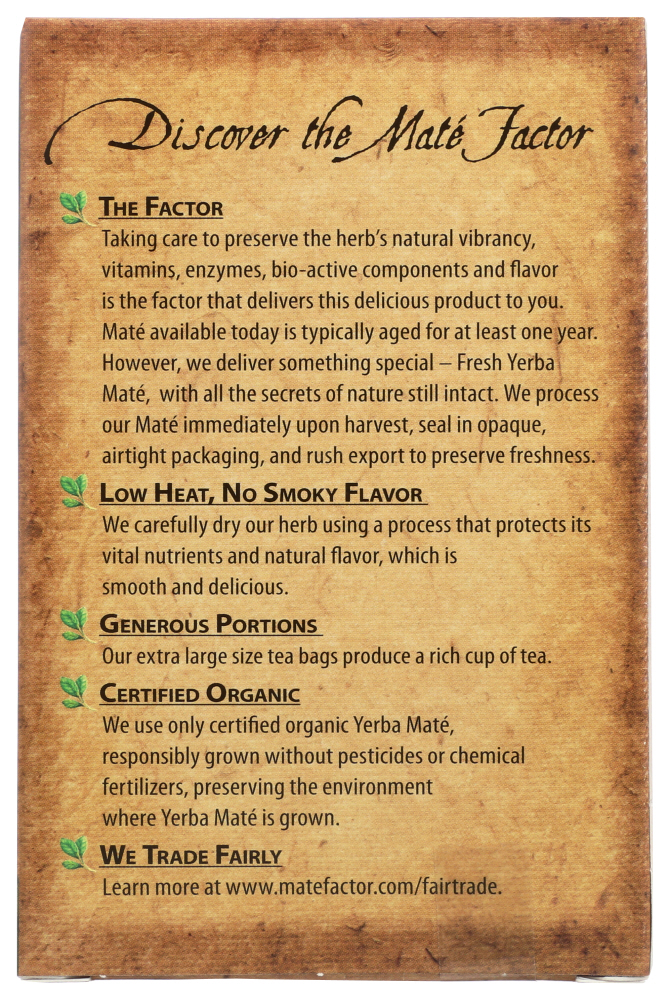 Discover the Maté Factor
The Factor
Taking care to preserve the herb's natural vibrancy,
vitamins, enzymes, bio-active components and flavor
is the factor that delivers this delicious product to you.
Maté available today is typically aged for at least one year.
However, we deliver something special – Fresh Yerba
Maté, with all the secrets of nature still intact. We process
our Maté immediately upon harvest, seal in opaque,
airtight packaging, and rush export to preserve freshness.
Low Heat, No Smoky Flavor
We carefully dry our herb using a process that protects its
vital nutrients and natural flavor, which is
smooth and delicious.
Generous Portions
Our extra large size tea bags produce a rich cup of tea.
Certified Organic
We use only certified organic Yerba Maté,
responsibly grown without pesticides or chemical
fertilizers, preserving the environment
where Yerba Maté is grown.
We Trade Fairly
Learn more at www.matefactor.com/fairtrade.